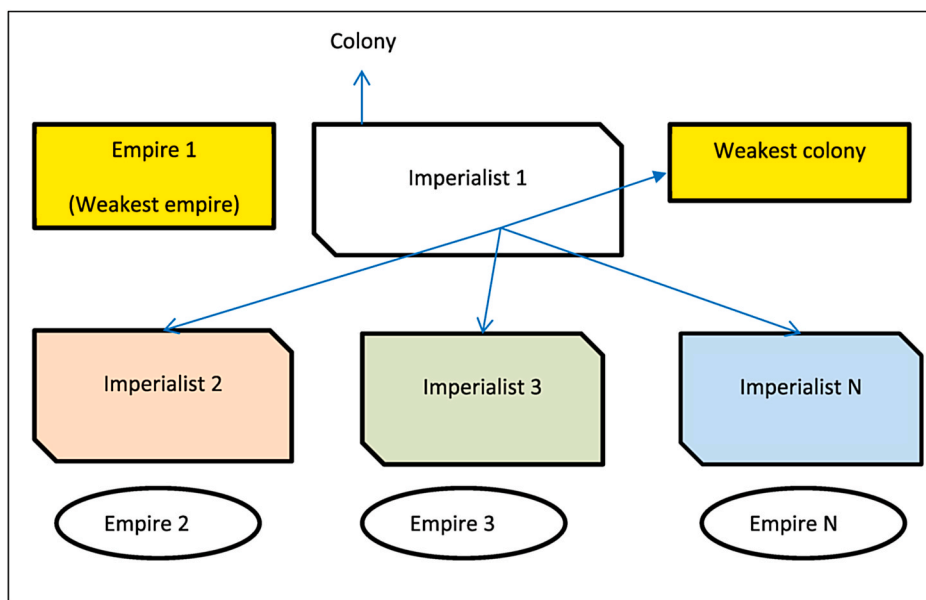 Colony
Empire 1
(Weakest empire)
Imperialist 1
Weakest colony
Imperialist 2
Imperialist 3
Imperialist N
Empire 2
Empire 3
Empire N